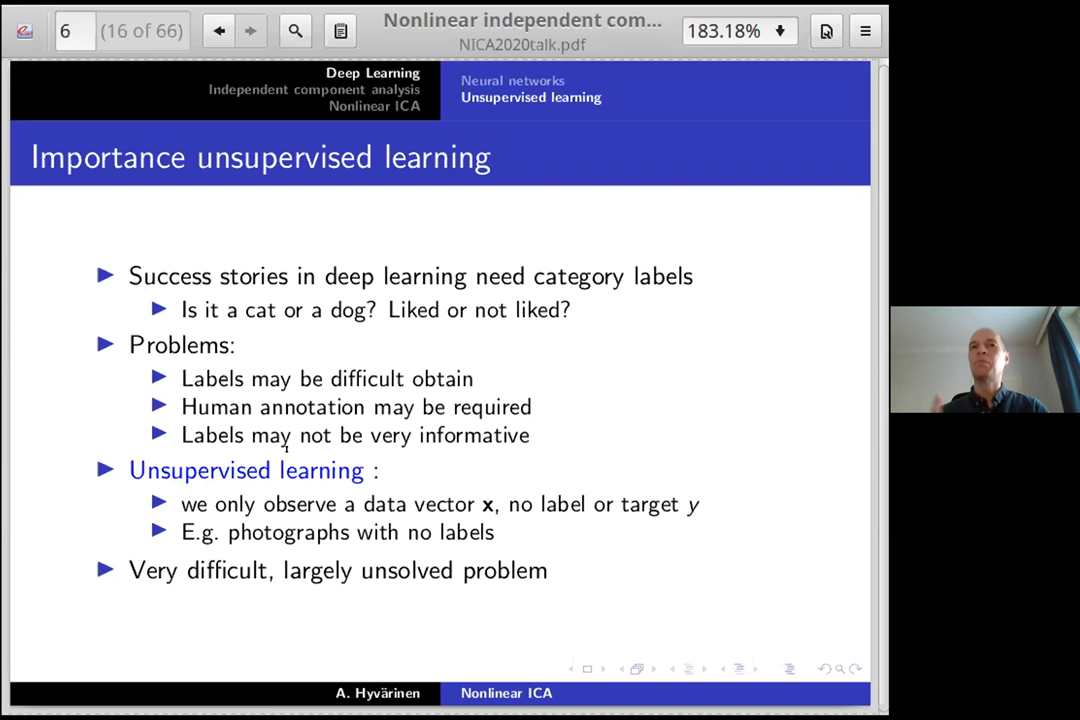 6 (16 of 66)
Nonlinear independent com...
NICA2020talk.pdf
183.18%
Deep Learning
Independent component analysis
Nonlinear ICA
Neural networks
Unsupervised learning
Importance unsupervised learning
Success stories in deep learning need category labels
Is it a cat or a dog? Liked or not liked?
Problems:
Labels may be difficult obtain
Human annotation may be required
Labels may not be very informative
Unsupervised learning :
we only observe a data vector x, no label or target y
E.g. photographs with no labels
Very difficult, largely unsolved problem
A. Hyvärinen
Nonlinear ICA